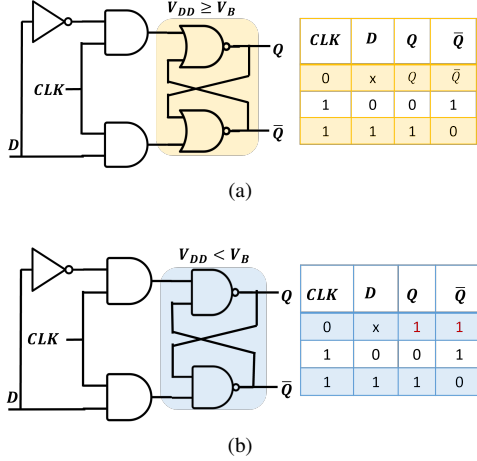 V_DD ≥ V_B
CLK
D
Q
Q̄
CLK D Q Q̄
0 x Q Q̄
1 0 0 1
1 1 1 0
(a)
V_DD < V_B
CLK
D
Q
Q̄
CLK D Q Q̄
0 x 1 1
1 0 0 1
1 1 1 0
(b)